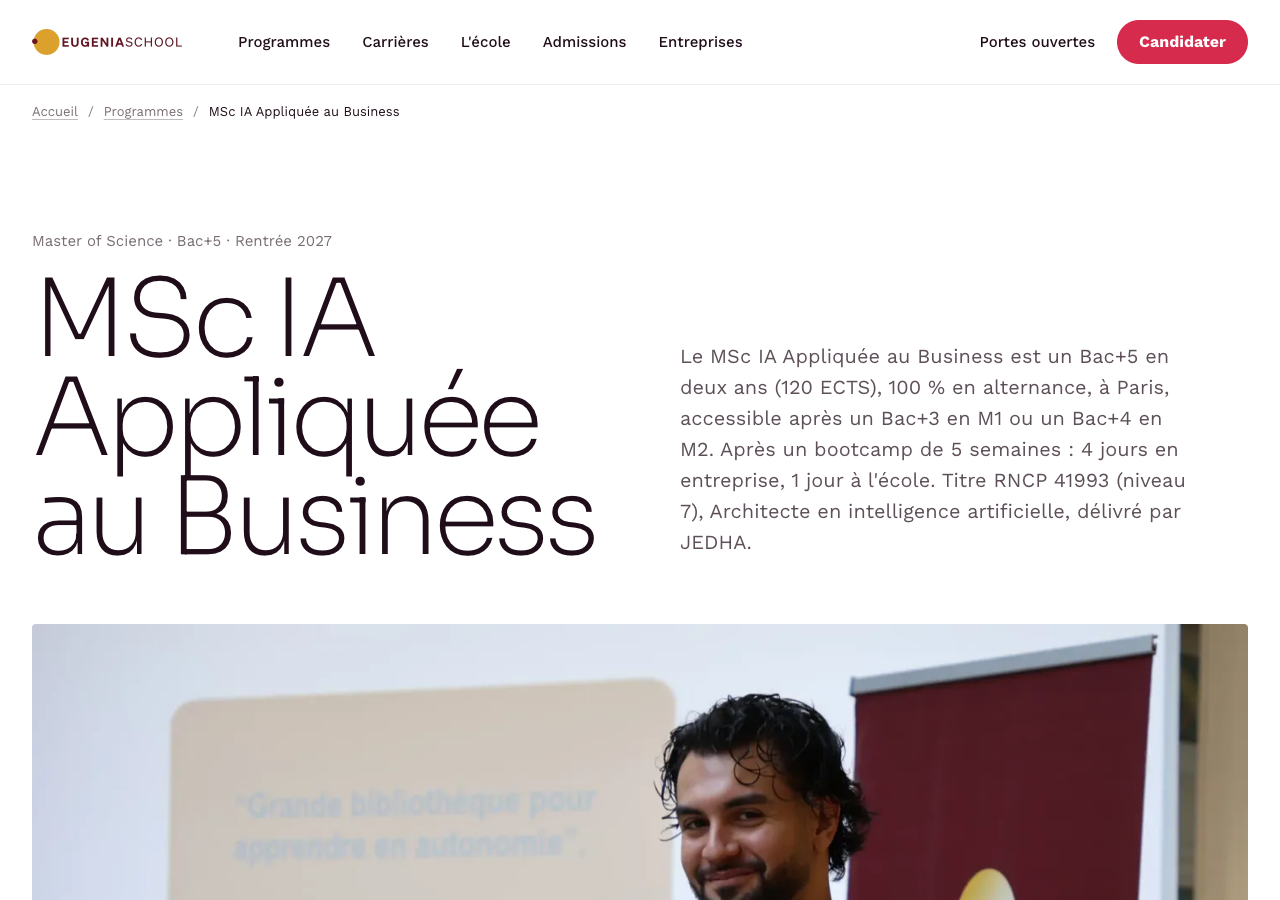 EUGENIASCHOOL
Programmes
Carrières
L'école
Admissions
Entreprises
Portes ouvertes
Candidater
Accueil / Programmes / MSc IA Appliquée au Business
Master of Science · Bac+5 · Rentrée 2027
MSc IA
Appliquée
au Business
Le MSc IA Appliquée au Business est un Bac+5 en
deux ans (120 ECTS), 100 % en alternance, à Paris,
accessible après un Bac+3 en M1 ou un Bac+4 en
M2. Après un bootcamp de 5 semaines : 4 jours en
entreprise, 1 jour à l'école. Titre RNCP 41993 (niveau
7), Architecte en intelligence artificielle, délivré par
JEDHA.
"Grande bibliothéque pour
apprendre en autonomie".